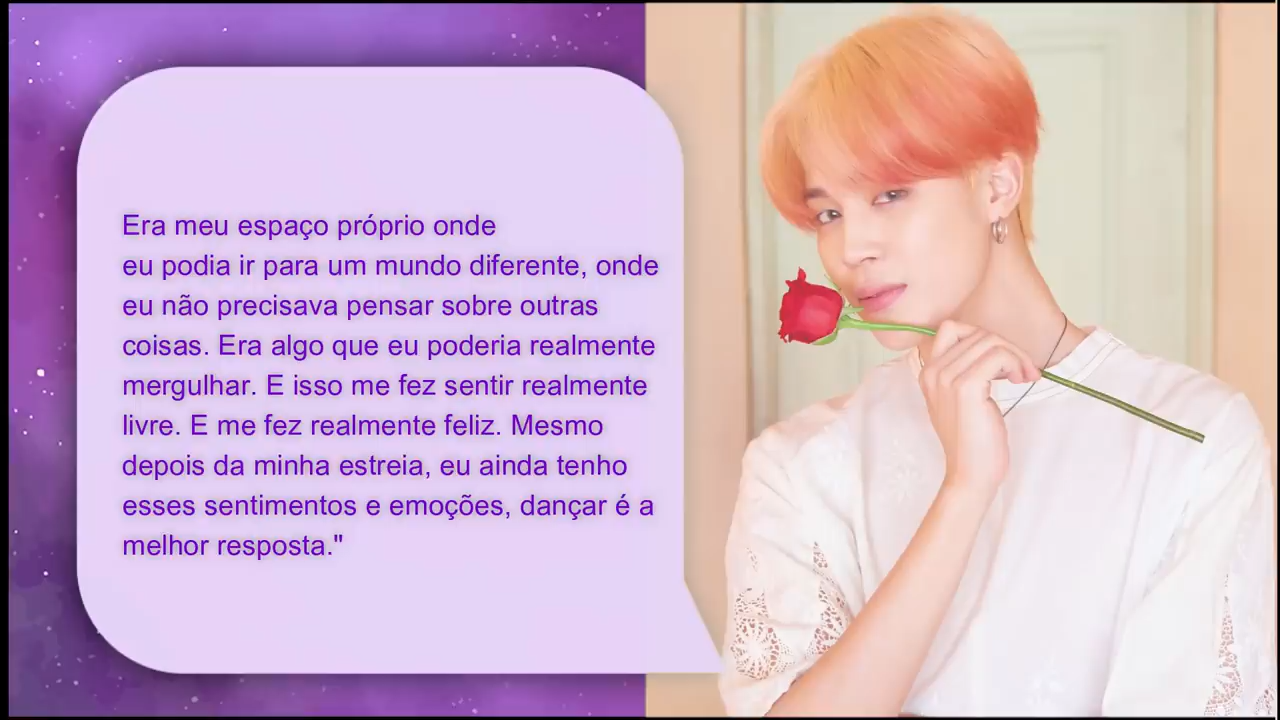 Era meu espaço próprio onde
eu podia ir para um mundo diferente, onde
eu não precisava pensar sobre outras
coisas. Era algo que eu poderia realmente
mergulhar. E isso me fez sentir realmente
livre. E me fez realmente feliz. Mesmo
depois da minha estreia, eu ainda tenho
esses sentimentos e emoções, dançar é a
melhor resposta."